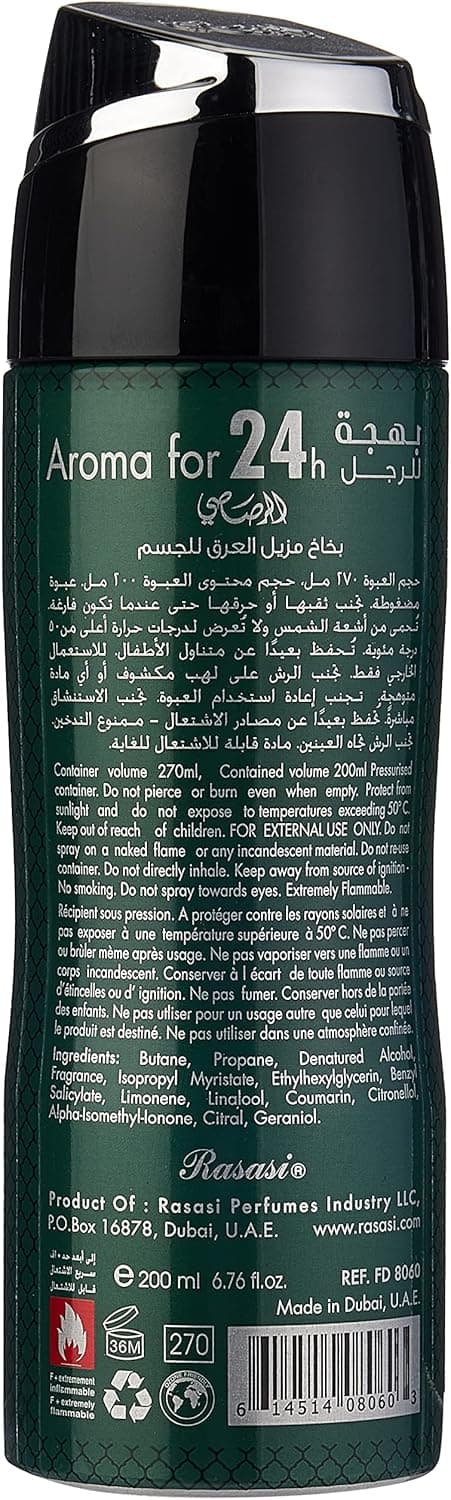 Aroma for 24h بهجة للرجل
الرصاصي
بخاخ مزيل العرق للجسم
حجم العبوة ٢٧٠ مل، حجم محتوى العبوة ٢٠٠ مل. عبوة
مضغوطة. تجنب ثقبها أو حرقها حتى عندما تكون فارغة.
تُحمى من أشعة الشمس ولا تُعرض لدرجات حرارة أعلى من ٥٠
درجة مئوية. تُحفظ بعيدًا عن متناول الأطفال. للاستعمال
الخارجي فقط. تجنب الرش على لهب مكشوف أو أي مادة
متوهجة. تجنب إعادة استخدام العبوة. تجنب الاستنشاق
مباشرةً. تُحفظ بعيدًا عن مصادر الاشتعال – ممنوع التدخين.
تجنب الرش تجاه العينين. مادة قابلة للاشتعال للغاية.
Container volume 270ml, Contained volume 200ml Pressurised
container. Do not pierce or burn even when empty. Protect from
sunlight and do not expose to temperatures exceeding 50°C.
Keep out of reach of children. FOR EXTERNAL USE ONLY. Do not
spray on a naked flame or any incandescent material. Do not re-use
container. Do not directly inhale. Keep away from source of ignition -
No smoking. Do not spray towards eyes. Extremely Flammable.
Récipient sous pression. A protéger contre les rayons solaires et à ne
pas exposer à une température supérieure à 50°C. Ne pas percer
ou brûler mème après usage. Ne pas vaporiser vers une flamme ou un
corps incandescent. Conserver à l écart de toute flamme ou source
d'étincelles ou d' ignition. Ne pas fumer. Conserver hors de la portée
des enfants. Ne pas utliser pour un usage autre que celui pour lequel
le produit est destiné. Ne pas utiliser dans une atmosphère confinée.
Ingredients: Butane, Propane, Denatured Alcohol,
Fragrance, Isopropyl Myristate, Ethylhexylglycerin, Benzyl
Salicylate, Limonene, Linalool, Coumarin, Citronellol,
Alpha-Isomethyl-Ionone, Citral, Geraniol.
Rasasi®
Product Of : Rasasi Perfumes Industry LLC,
P.O.Box 16878, Dubai, U.A.E. www.rasasi.com
سريع الاشتعال
قابل للاشتعال
e 200 ml 6.76 fl.oz. REF. FD 8060
Made in Dubai, U.A.E.
36M 270
F + extremement
inflammable
F + extremely
flammable
6 14514 08060 3